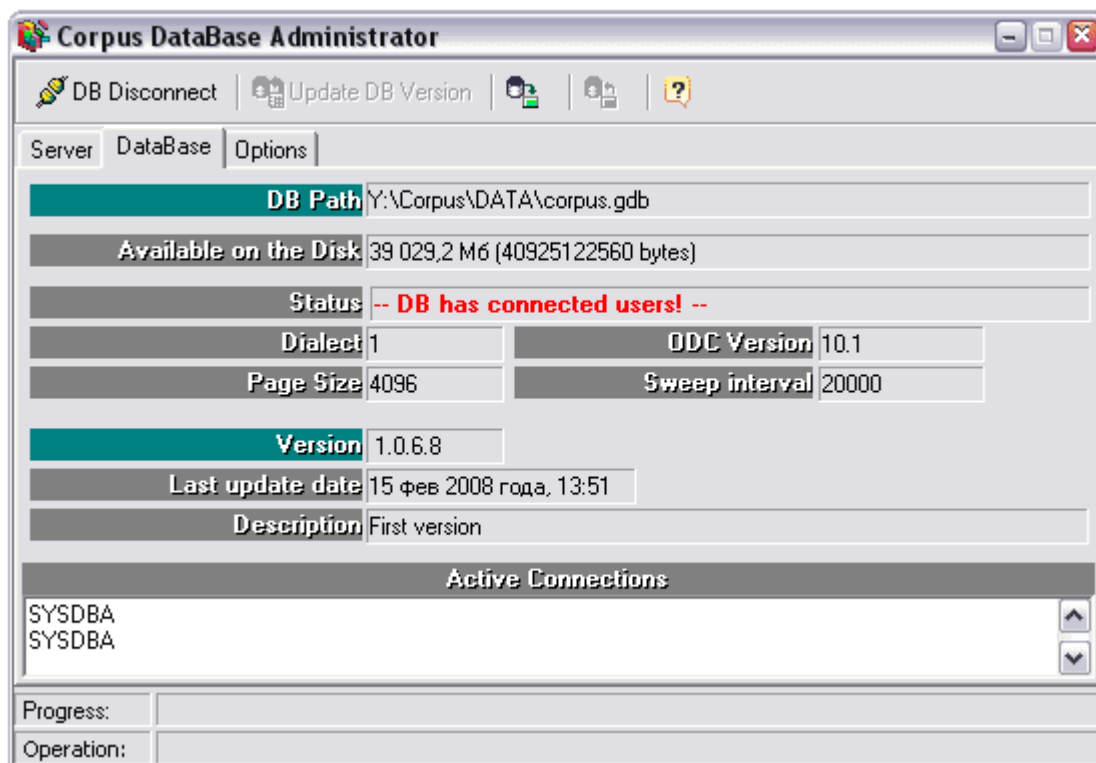 Corpus DataBase Administrator
DB Disconnect Update DB Version
Server DataBase Options
DB Path Y:\Corpus\DATA\corpus.gdb
Available on the Disk 39 029,2 Мб (40925122560 bytes)
Status -- DB has connected users! --
Dialect 1 ODC Version 10.1
Page Size 4096 Sweep interval 20000
Version 1.0.6.8
Last update date 15 фев 2008 года, 13:51
Description First version
Active Connections
SYSDBA
SYSDBA
Progress:
Operation: